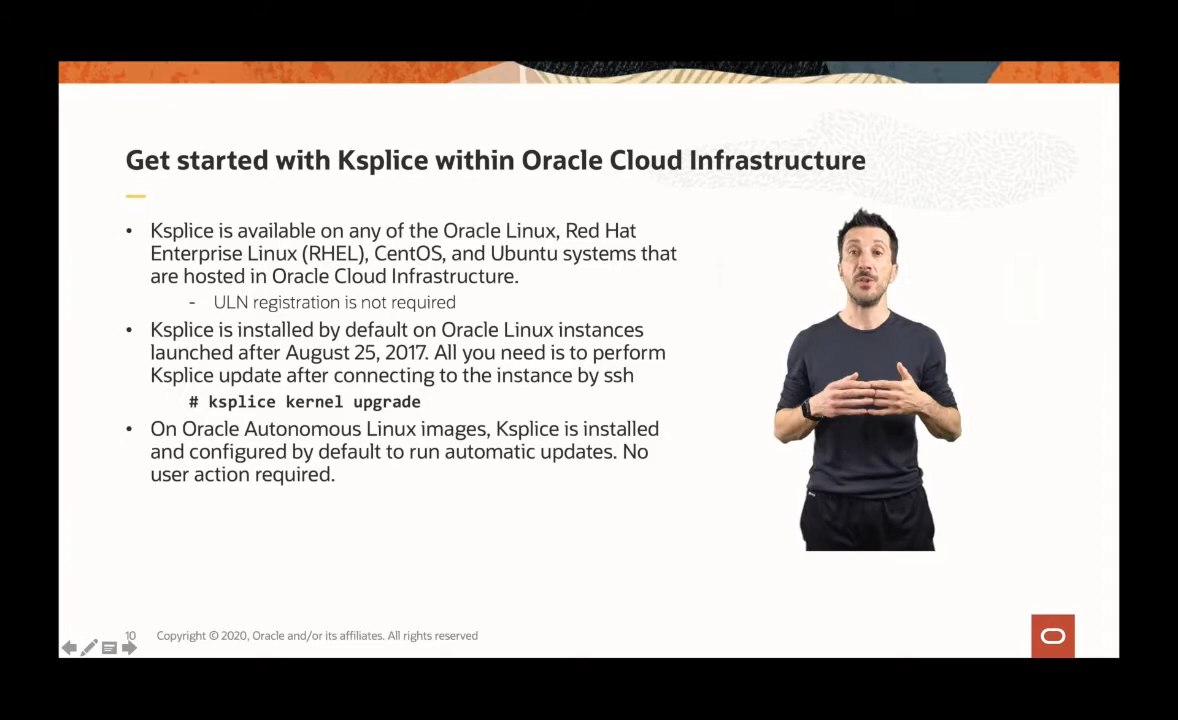 Get started with Ksplice within Oracle Cloud Infrastructure
• Ksplice is available on any of the Oracle Linux, Red Hat
Enterprise Linux (RHEL), CentOS, and Ubuntu systems that
are hosted in Oracle Cloud Infrastructure.
- ULN registration is not required
• Ksplice is installed by default on Oracle Linux instances
launched after August 25, 2017. All you need is to perform
Ksplice update after connecting to the instance by ssh
# ksplice kernel upgrade
• On Oracle Autonomous Linux images, Ksplice is installed
and configured by default to run automatic updates. No
user action required.
10 Copyright © 2020, Oracle and/or its affiliates. All rights reserved